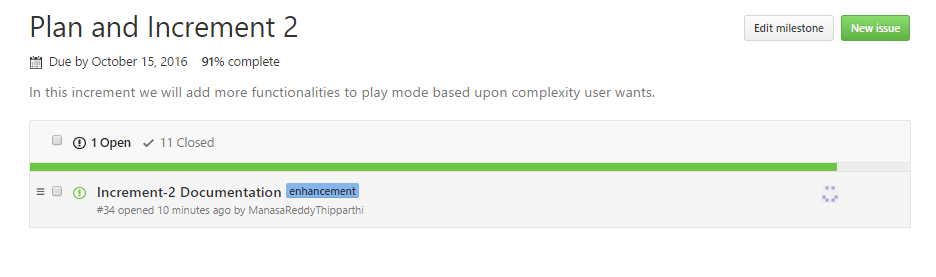 Plan and Increment 2
Edit milestone
New issue
Due by October 15, 2016 91% complete
In this increment we will add more functionalities to play mode based upon complexity user wants.
1 Open 11 Closed
Increment-2 Documentation enhancement
#34 opened 10 minutes ago by ManasaReddyThipparthi